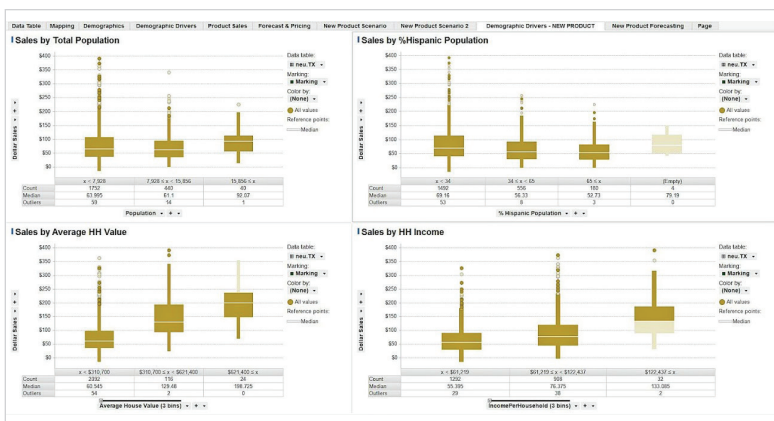 Data Table Mapping Demographics Demographic Drivers Product Sales Forecast & Pricing New Product Scenario New Product Scenario 2 Demographic Drivers - NEW PRODUCT New Product Forecasting Page
Sales by Total Population
$400
$350
$300
$250
$200
$150
$100
$50
$0
Dollar Sales
x < 7,928 7,928 ≤ x < 15,856 15,856 ≤ x
Count 1752 440 40
Median 63.995 61.1 92.07
Outliers 59 14 1
Population
Data table:
neu.TX
Marking:
Marking
Color by:
(None)
All values
Reference points:
Median
Sales by %Hispanic Population
$400
$350
$300
$250
$200
$150
$100
$50
$0
Dollar Sales
x < 34 34 ≤ x < 65 65 ≤ x (Empty)
Count 1492 556 180 4
Median 69.16 56.33 52.73 79.19
Outliers 53 8 3 0
% Hispanic Population
Data table:
neu.TX
Marking:
Marking
Color by:
(None)
All values
Reference points:
Median
Sales by Average HH Value
$400
$350
$300
$250
$200
$150
$100
$50
$0
Dollar Sales
x < $310,700 $310,700 ≤ x < $621,400 $621,400 ≤ x
Count 2092 116 24
Median 60.545 129.48 198.725
Outliers 54 2 0
Average House Value (3 bins)
Data table:
neu.TX
Marking:
Marking
Color by:
(None)
All values
Reference points:
Median
Sales by HH Income
$400
$350
$300
$250
$200
$150
$100
$50
$0
Dollar Sales
x < $61,219 $61,219 ≤ x < $122,437 $122,437 ≤ x
Count 1292 908 32
Median 55.395 76.375 133.085
Outliers 29 2
IncomePerHousehold (3 bins)
Data table:
neu.TX
Marking:
Marking
Color by:
(None)
All values
Reference points:
Median